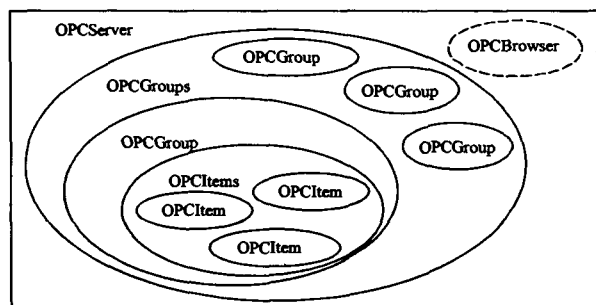 OPCServer
OPCGroup
OPCBrowser
OPCGroups
OPCGroup
OPCGroup
OPCGroup
OPCItems
OPCItem
OPCItem
OPCItem